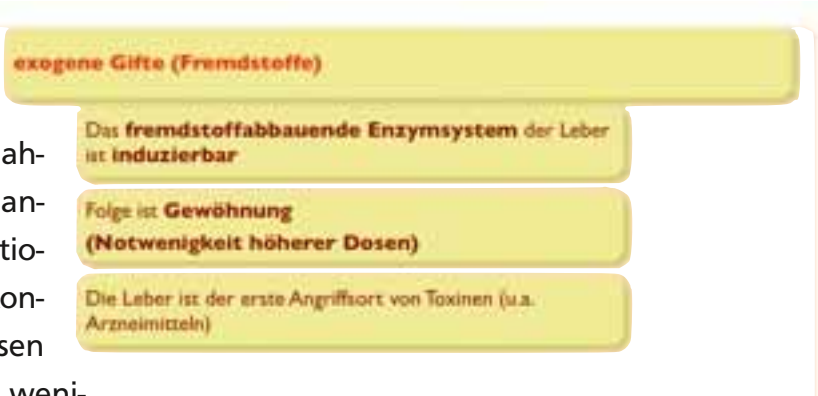 exogene Gifte (Fremdstoffe)
Das fremdstoffabbauende Enzymsystem der Leber
ist induzierbar
Folge ist Gewöhnung
(Notwenigkeit höherer Dosen)
Die Leber ist der erste Angriffsort von Toxinen (u.a.
Arzneimitteln)
ah-
an-
tio-
on-
sen
weni-